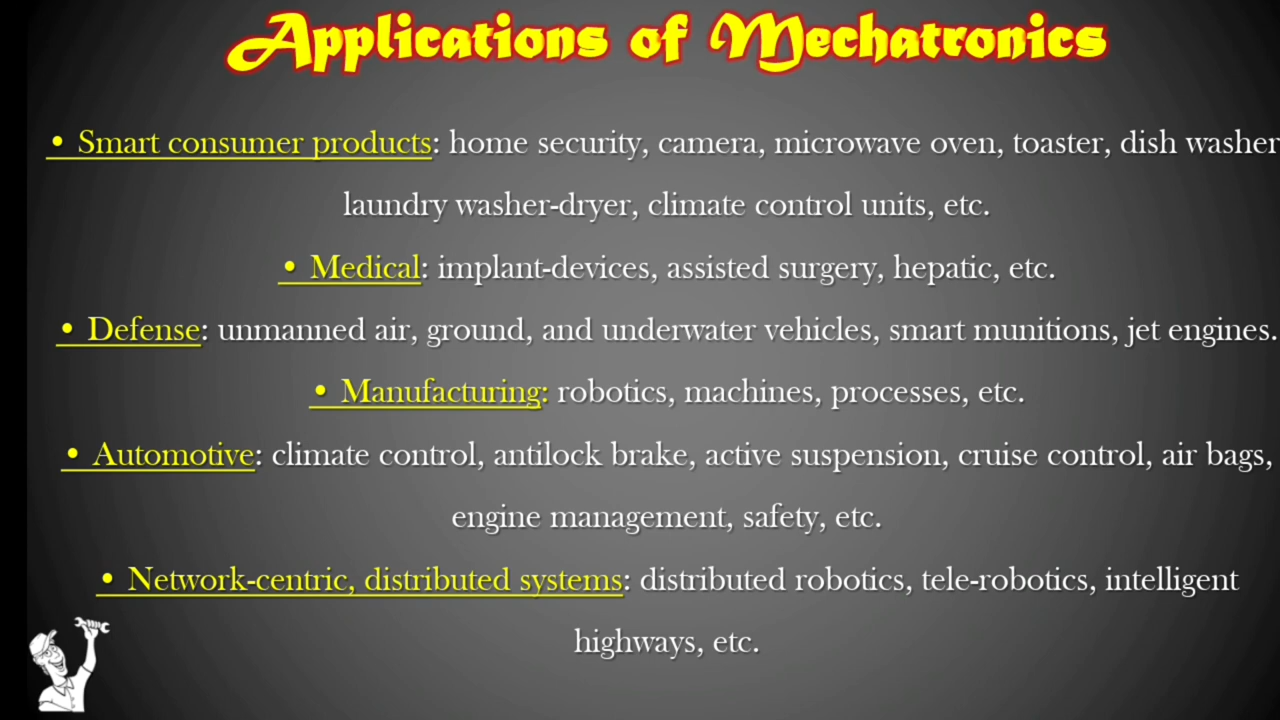 Applications of Mechatronics
• Smart consumer products: home security, camera, microwave oven, toaster, dish washer
laundry washer-dryer, climate control units, etc.
• Medical: implant-devices, assisted surgery, hepatic, etc.
• Defense: unmanned air, ground, and underwater vehicles, smart munitions, jet engines.
• Manufacturing: robotics, machines, processes, etc.
• Automotive: climate control, antilock brake, active suspension, cruise control, air bags,
engine management, safety, etc.
• Network-centric, distributed systems: distributed robotics, tele-robotics, intelligent
highways, etc.